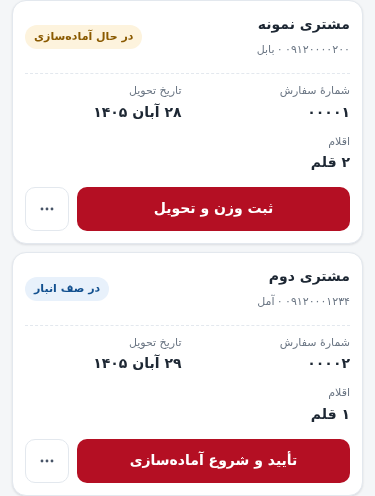 مشتری نمونه
در حال آماده‌سازی
۰۹۱۲۰۰۰۰۲۰۰ · بابل
شمارهٔ سفارش
تاریخ تحویل
۰۰۰۰۱
۲۸ آبان ۱۴۰۵
اقلام
۲ قلم
ثبت وزن و تحویل
مشتری دوم
در صف انبار
۰۹۱۲۰۰۰۱۲۳۴ · آمل
شمارهٔ سفارش
تاریخ تحویل
۰۰۰۰۲
۲۹ آبان ۱۴۰۵
اقلام
۱ قلم
تأیید و شروع آماده‌سازی